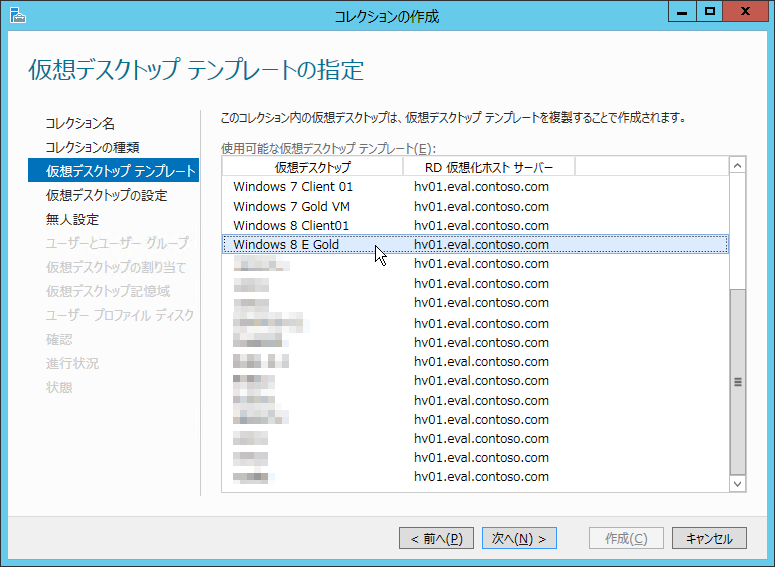 コレクションの作成
仮想デスクトップ テンプレートの指定
コレクション名
コレクションの種類
仮想デスクトップ テンプレート
仮想デスクトップの設定
無人設定
ユーザーとユーザー グループ
仮想デスクトップの割り当て
仮想デスクトップ記憶域
ユーザー プロファイル ディスク
確認
進行状況
状態
このコレクション内の仮想デスクトップは、仮想デスクトップ テンプレートを複製することで作成されます。
使用可能な仮想デスクトップ テンプレート(E):
仮想デスクトップ RD 仮想化ホスト サーバー
Windows 7 Client 01 hv01.eval.contoso.com
Windows 7 Gold VM hv01.eval.contoso.com
Windows 8 Client01 hv01.eval.contoso.com
Windows 8 E Gold hv01.eval.contoso.com
hv01.eval.contoso.com
hv01.eval.contoso.com
hv01.eval.contoso.com
hv01.eval.contoso.com
hv01.eval.contoso.com
hv01.eval.contoso.com
hv01.eval.contoso.com
hv01.eval.contoso.com
hv01.eval.contoso.com
hv01.eval.contoso.com
hv01.eval.contoso.com
hv01.eval.contoso.com
< 前へ(P) 次へ(N) > 作成(C) キャンセル